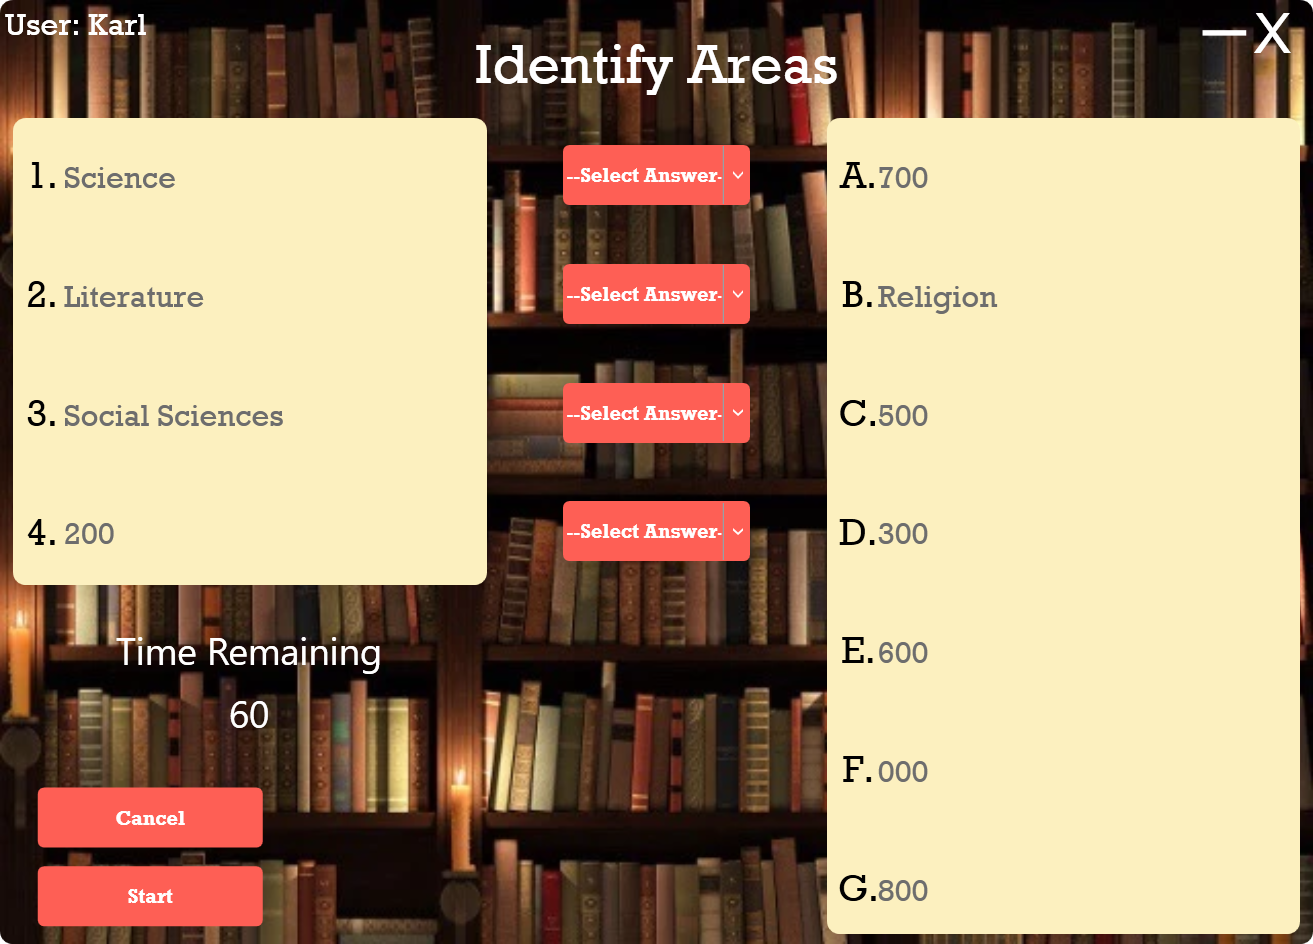 User: Karl
— X
Identify Areas
1. Science
--Select Answer-
A. 700
2. Literature
--Select Answer-
B. Religion
3. Social Sciences
--Select Answer-
C. 500
4. 200
--Select Answer-
D. 300
Time Remaining
E. 600
60
F. 000
Cancel
Start
G. 800